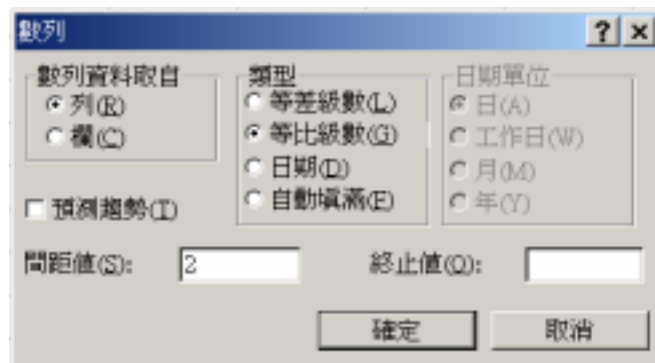 數列
數列資料取自
列(R)
欄(C)
類型
等差級數(L)
等比級數(G)
日期(D)
自動填滿(F)
日期單位
日(A)
工作日(W)
月(M)
年(Y)
預測趨勢(T)
間距值(S): 2
終止值(O):
確定
取消